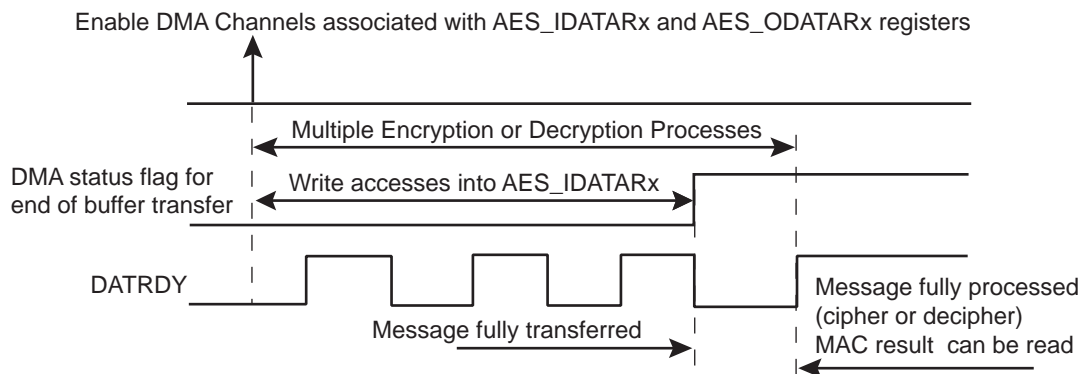 Enable DMA Channels associated with AES_IDATARx and AES_ODATARx registers
Multiple Encryption or Decryption Processes
DMA status flag for
end of buffer transfer
Write accesses into AES_IDATARx
DATRDY
Message fully transferred
Message fully processed
(cipher or decipher)
MAC result can be read